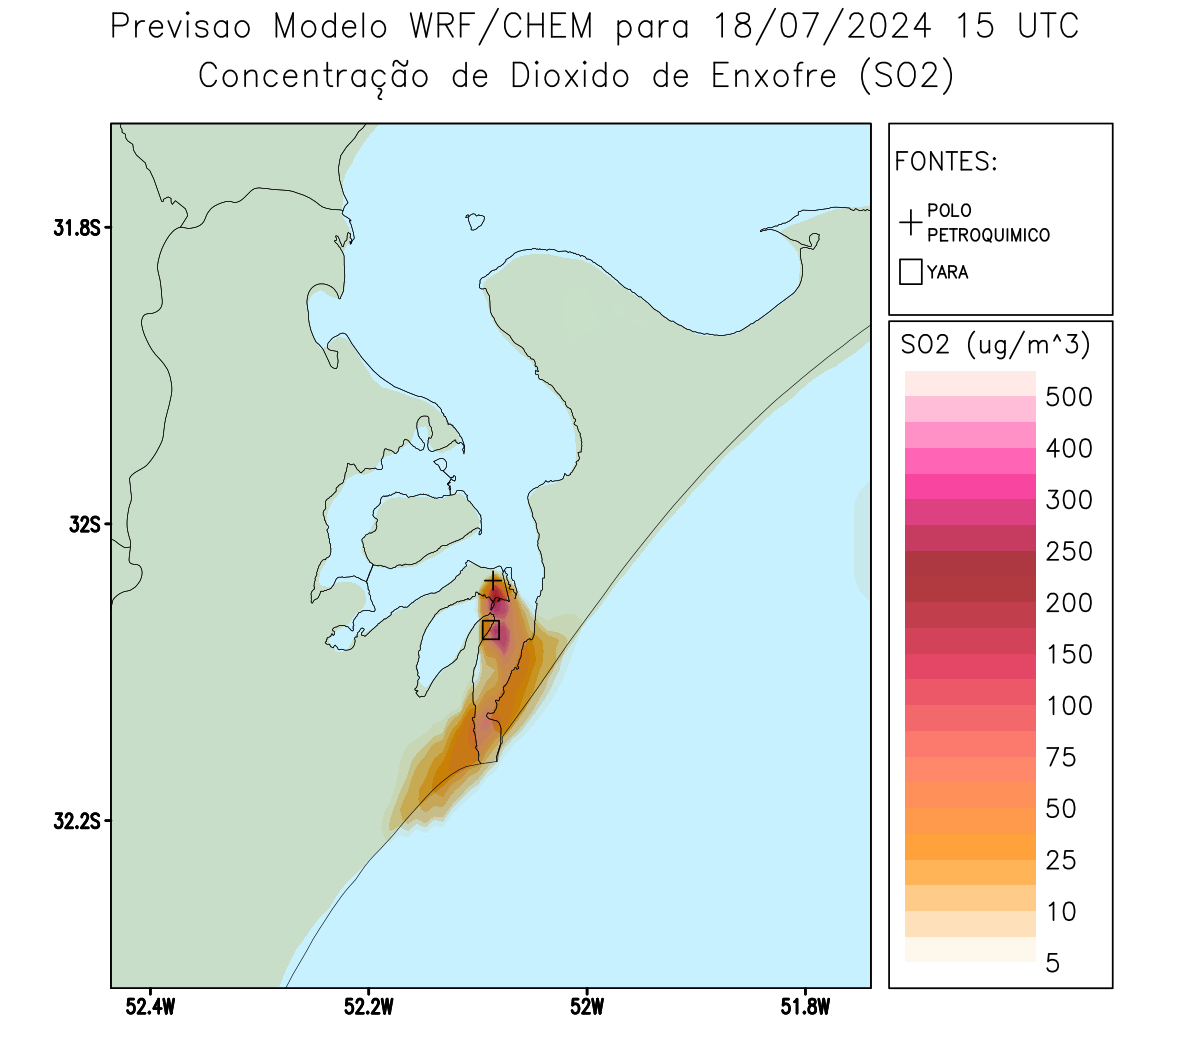 Previsao Modelo WRF/CHEM para 18/07/2024 15 UTC
Concentração de Dioxido de Enxofre (SO2)
FONTES:
POLO
PETROQUIMICO
YARA
31.8S
32S
32.2S
52.4W
52.2W
52W
51.8W
SO2 (ug/m^3)
500
400
300
250
200
150
100
75
50
25
10
5